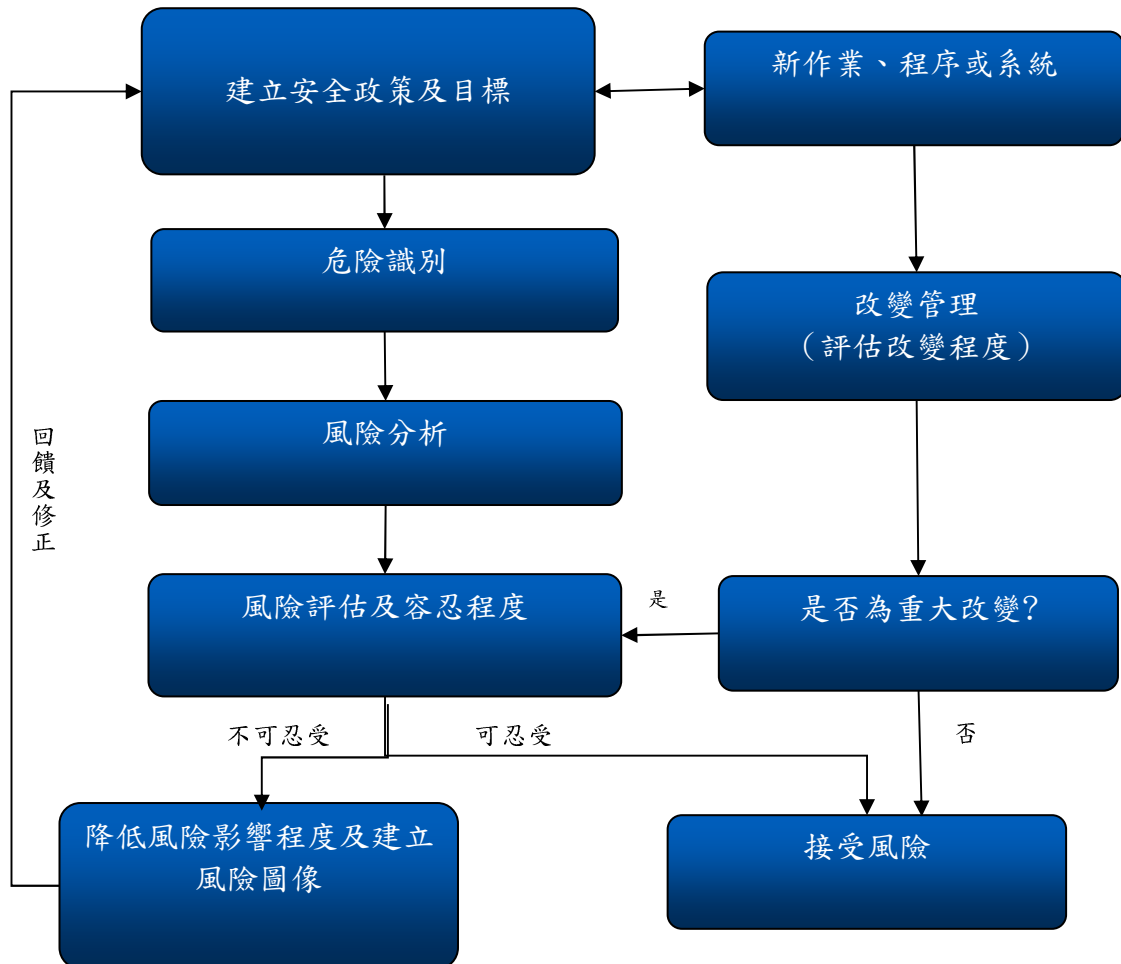 建立安全政策及目標
新作業、程序或系統
危險識別
改變管理
（評估改變程度）
風險分析
回饋及修正
風險評估及容忍程度
是
是否為重大改變?
不可忍受
可忍受
否
降低風險影響程度及建立
風險圖像
接受風險